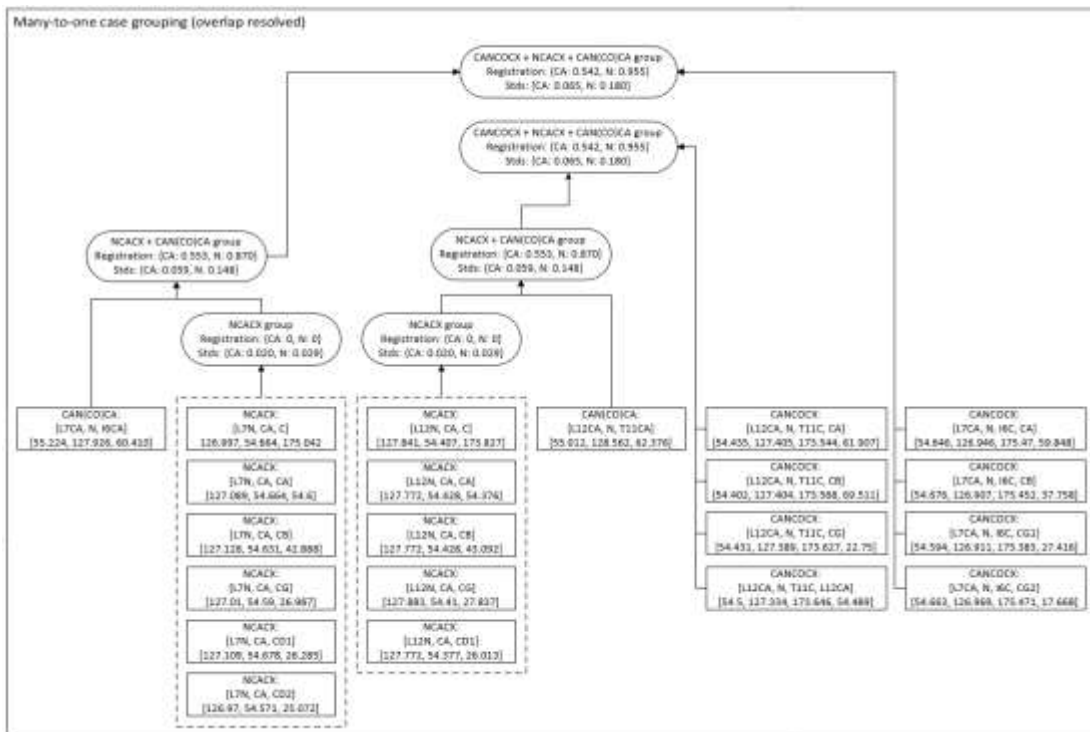 Many-to-one case grouping (overlap resolved)
CANCOCX + NCACX + CAN(CO)CA group
Registration: {CA: 0.542, N: 0.955}
Stds: {CA: 0.065, N: 0.180}
CANCOCX + NCACX + CAN(CO)CA group
Registration: {CA: 0.542, N: 0.955}
Stds: {CA: 0.065, N: 0.180}
NCACX + CAN(CO)CA group
Registration: {CA: 0.553, N: 0.870}
Stds: {CA: 0.059, N: 0.148}
NCACX + CAN(CO)CA group
Registration: {CA: 0.553, N: 0.870}
Stds: {CA: 0.059, N: 0.148}
NCACX group
Registration: {CA: 0, N: 0}
Stds: {CA: 0.020, N: 0.029}
NCACX group
Registration: {CA: 0, N: 0}
Stds: {CA: 0.020, N: 0.029}
CAN(CO)CA:
[L7CA, N, I6CA]
[55.224, 127.926, 60.410]
NCACX:
[L7N, CA, C]
126.997, 54.664, 175.042
NCACX:
[L7N, CA, CA]
[127.089, 54.664, 54.6]
NCACX:
[L7N, CA, CB]
[127.128, 54.631, 42.888]
NCACX:
[L7N, CA, CG]
[127.01, 54.59, 26.967]
NCACX:
[L7N, CA, CD1]
[127.109, 54.678, 26.285]
NCACX:
[L7N, CA, CD2]
[126.97, 54.571, 25.072]
NCACX:
[L12N, CA, C]
[127.841, 54.407, 173.827]
NCACX:
[L12N, CA, CA]
[127.772, 54.428, 54.376]
NCACX:
[L12N, CA, CB]
[127.772, 54.426, 43.092]
NCACX:
[L12N, CA, CG]
[127.883, 54.41, 27.837]
NCACX:
[L12N, CA, CD1]
[127.772, 54.377, 26.013]
CAN(CO)CA:
[L12CA, N, T11CA]
[55.012, 128.562, 62.376]
CANCOCX:
[L12CA, N, T11C, CA]
[54.435, 127.405, 173.544, 61.907]
CANCOCX:
[L12CA, N, T11C, CB]
[54.402, 127.404, 173.568, 69.511]
CANCOCX:
[L12CA, N, T11C, CG]
[54.431, 127.389, 173.627, 22.75]
CANCOCX:
[L12CA, N, T11C, L12CA]
[54.5, 127.334, 173.646, 54.489]
CANCOCX:
[L7CA, N, I6C, CA]
[54.646, 126.946, 175.47, 59.848]
CANCOCX:
[L7CA, N, I6C, CB]
[54.676, 126.907, 175.452, 37.758]
CANCOCX:
[L7CA, N, I6C, CG1]
[54.594, 126.911, 175.385, 27.416]
CANCOCX:
[L7CA, N, I6C, CG2]
[54.663, 126.969, 175.471, 17.668]